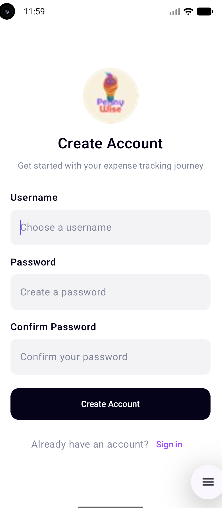 11:59
Penny
Wise
Create Account
Get started with your expense tracking journey
Username
Choose a username
Password
Create a password
Confirm Password
Confirm your password
Create Account
Already have an account? Sign in